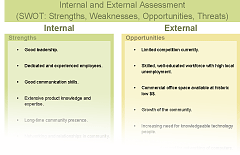 Internal and External Assessment
(SWOT: Strengths, Weaknesses, Opportunities, Threats)
Internal
Strengths
• Good leadership.
• Dedicated and experienced employees.
• Good communication skills.
• Extensive product knowledge and
expertise.
• Long-time community presence.
External
Opportunities
• Limited competition currently.
• Skilled, well-educated workforce with high local
unemployment.
• Commercial office space available at historic
low $$.
• Growth of the community.
• Increasing need for knowledgeable technology
people.